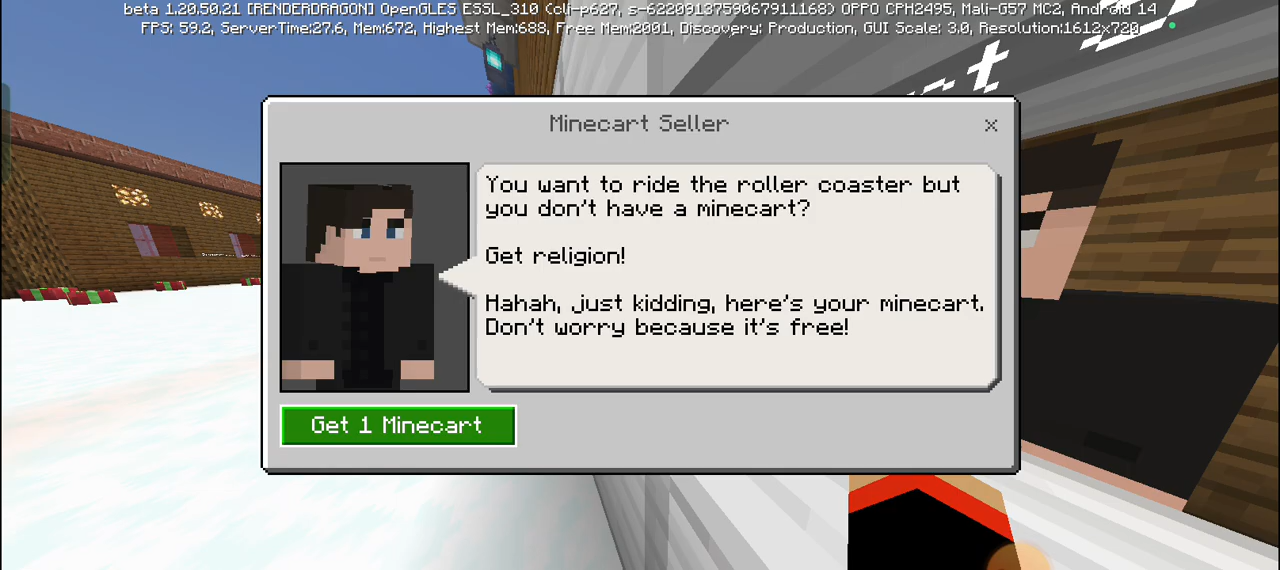 beta 1.20.50.21 [RENDERDRAGON] OpenGLES ESSL_310 (cli-p627, s-6220913759067911168) OPPO CPH2495, Mali-G57 MC2, Android 14
FPS: 59.2, ServerTime:27.6, Mem:672, Highest Mem:688, Free Mem:2001, Discovery: Production, GUI Scale: 3.0, Resolution:1612x720
Minecart Seller
You want to ride the roller coaster but
you don't have a minecart?
Get religion!
Hahah, just kidding, here's your minecart.
Don't worry because it's free!
Get 1 Minecart